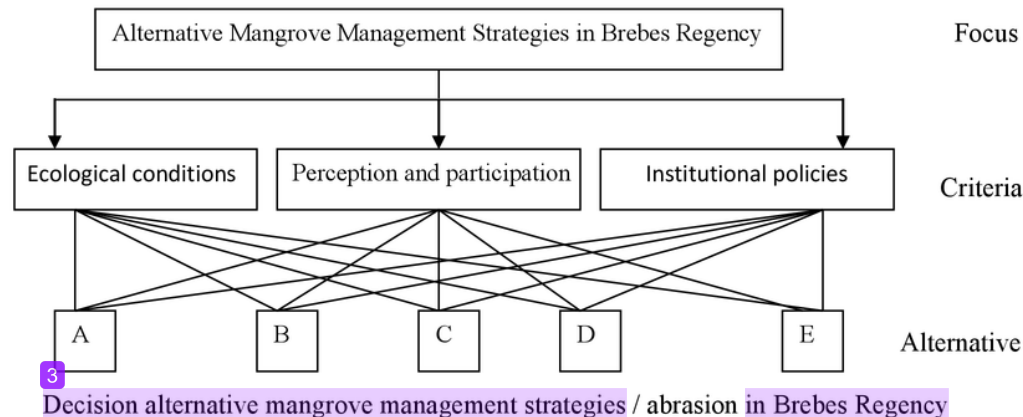 Alternative Mangrove Management Strategies in Brebes Regency
Focus
Ecological conditions
Perception and participation
Institutional policies
Criteria
A
B
C
D
E
Alternative
3
Decision alternative mangrove management strategies / abrasion in Brebes Regency